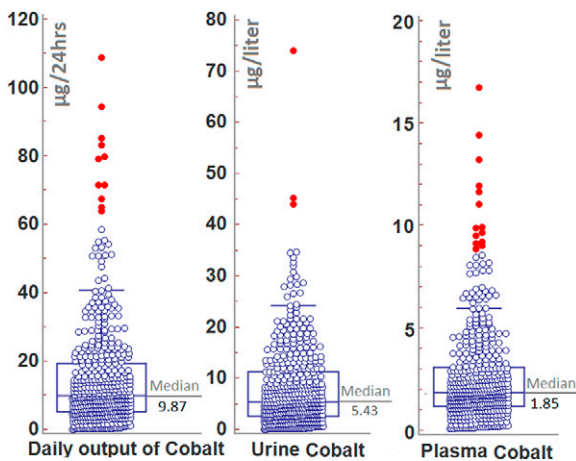 µg/24hrs
120
100
80
60
40
20
0
Median
9.87
Daily output of Cobalt
µg/liter
80
70
60
50
40
30
20
10
0
Median
5.43
Urine Cobalt
µg/liter
20
15
10
5
0
Median
1.85
Plasma Cobalt